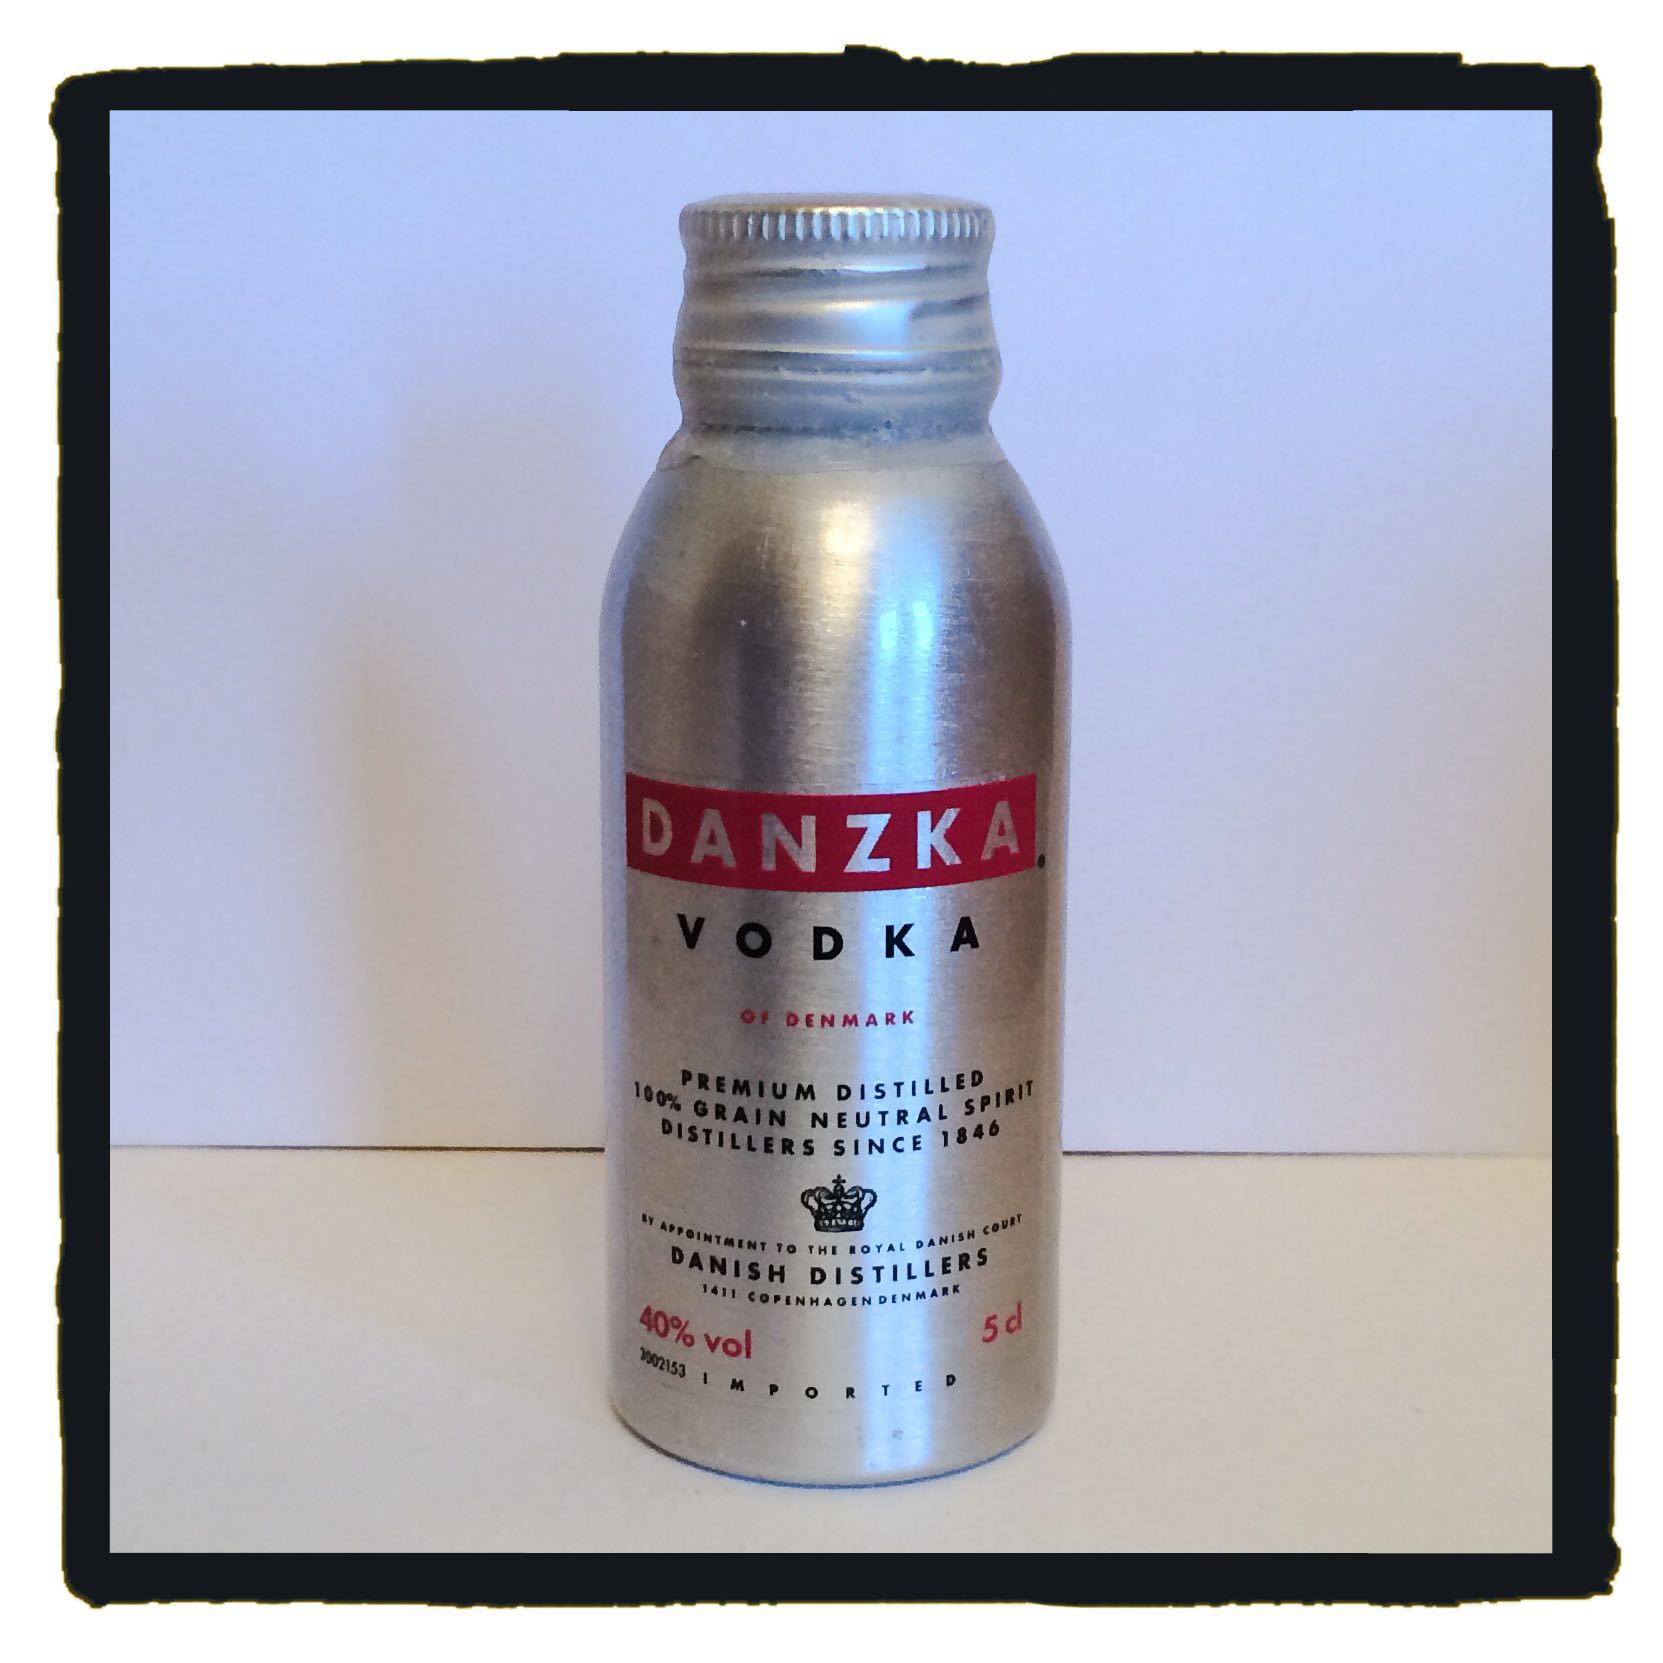 DANZKA
VODKA
OF DENMARK
PREMIUM DISTILLED
100% GRAIN NEUTRAL SPIRIT
DISTILLERS SINCE 1846
BY APPOINTMENT TO THE ROYAL DANISH COURT
DANISH DISTILLERS
1411 COPENHAGEN DENMARK
40% vol 5 cl
3002153 IMPORTED